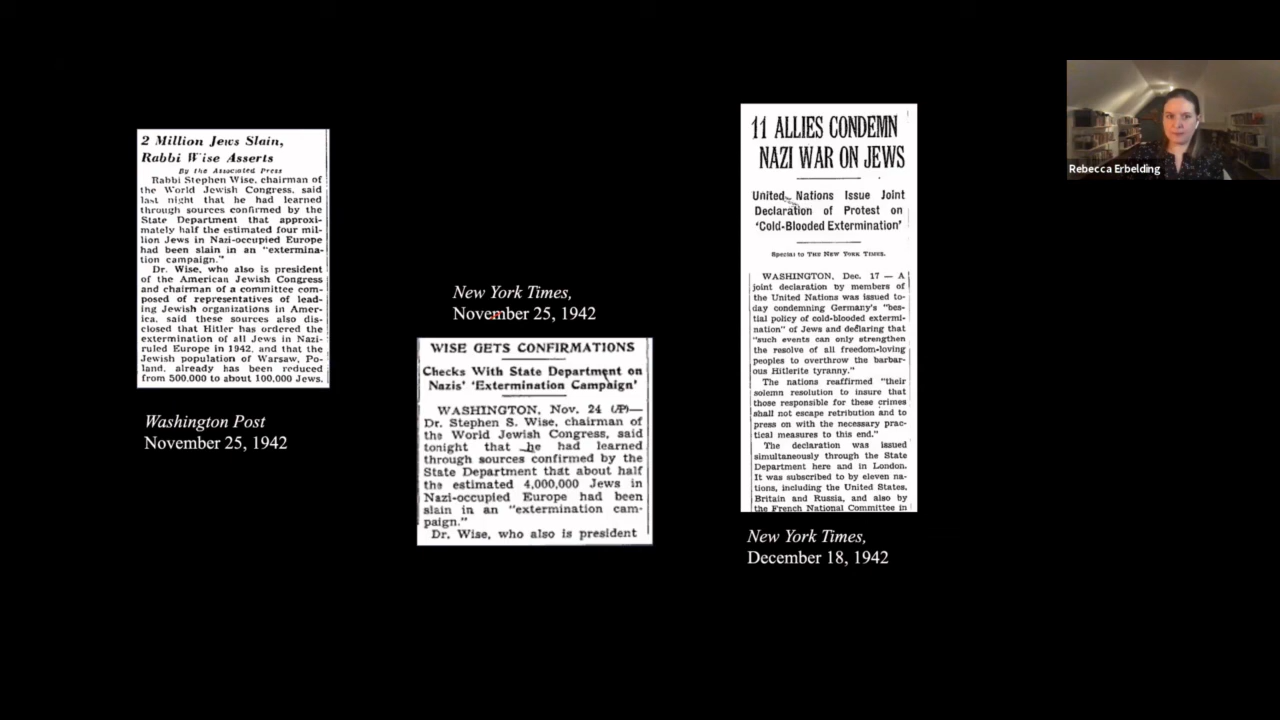 2 Million Jews Slain,
Rabbi Wise Asserts
By the Associated Press
Rabbi Stephen Wise, chairman of
the World Jewish Congress, said
last night that he had learned
through sources confirmed by the
State Department that approxi-
mately half the estimated four mil-
lion Jews in Nazi-occupied Europe
had been slain in an "extermina-
tion campaign."
Dr. Wise, who also is president
of the American Jewish Congress
and chairman of a committee com-
posed of representatives of lead-
ing Jewish organizations in Amer-
ica, said these sources also dis-
closed that Hitler has ordered the
extermination of all Jews in Nazi-
ruled Europe in 1942, and that the
Jewish population of Warsaw, Po-
land, already has been reduced
from 500,000 to about 100,000 Jews.
Washington Post
November 25, 1942
New York Times,
November 25, 1942
WISE GETS CONFIRMATIONS
Checks With State Department on
Nazis' 'Extermination Campaign'
WASHINGTON, Nov. 24 (AP)—
Dr. Stephen S. Wise, chairman of
the World Jewish Congress, said
tonight that he had learned
through sources confirmed by the
State Department that about half
the estimated 4,000,000 Jews in
Nazi-occupied Europe had been
slain in an "extermination cam-
paign."
Dr. Wise, who also is president
11 ALLIES CONDEMN
NAZI WAR ON JEWS
United Nations Issue Joint
Declaration of Protest on
'Cold-Blooded Extermination'
Special to THE NEW YORK TIMES.
WASHINGTON, Dec. 17 — A
joint declaration by members of
the United Nations was issued to-
day condemning Germany's "bes-
tial policy of cold-blooded extermi-
nation" of Jews and declaring that
"such events can only strengthen
the resolve of all freedom-loving
peoples to overthrow the barbar-
ous Hitlerite tyranny."
The nations reaffirmed "their
solemn resolution to insure that
those responsible for these crimes
shall not escape retribution and to
press on with the necessary prac-
tical measures to this end."
The declaration was issued
simultaneously through the State
Department here and in London.
It was subscribed to by eleven na-
tions, including the United States,
Britain and Russia, and also by
the French National Committee in
New York Times,
December 18, 1942
Rebecca Erbelding